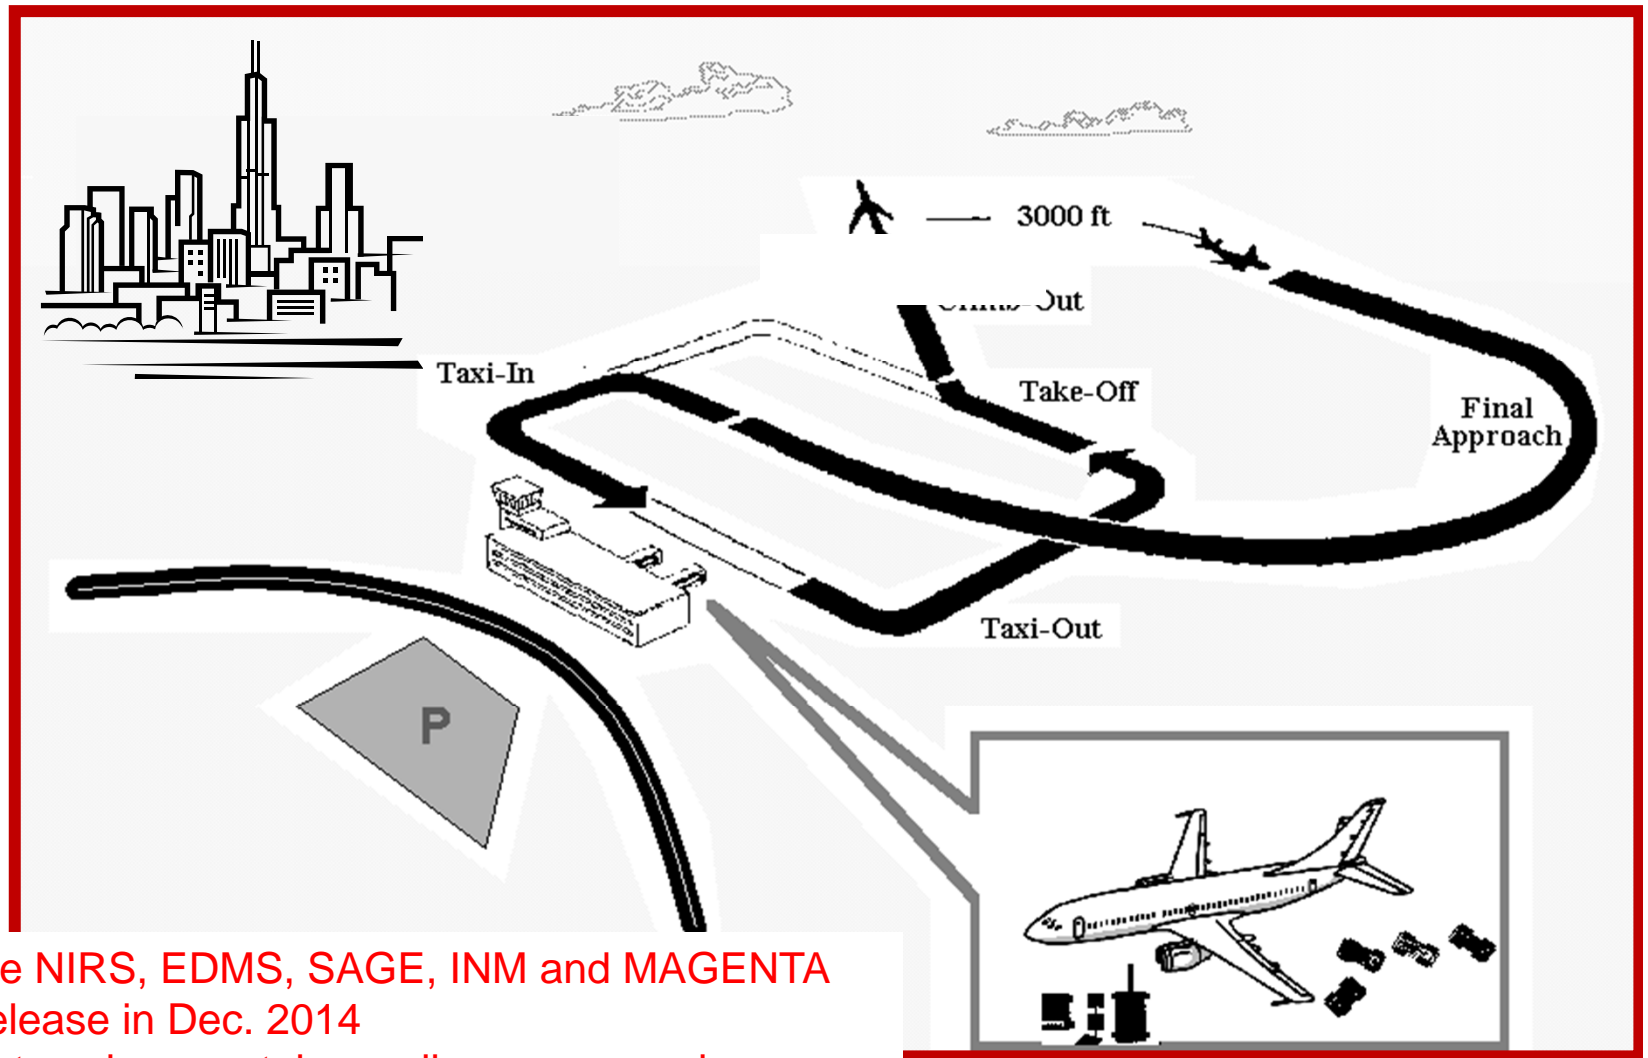 3000 ft
Out
Taxi-In
Take-Off
Final
Approach
Taxi-Out
P
NIRS, EDMS, SAGE, INM and MAGENTA
elease in Dec. 2014